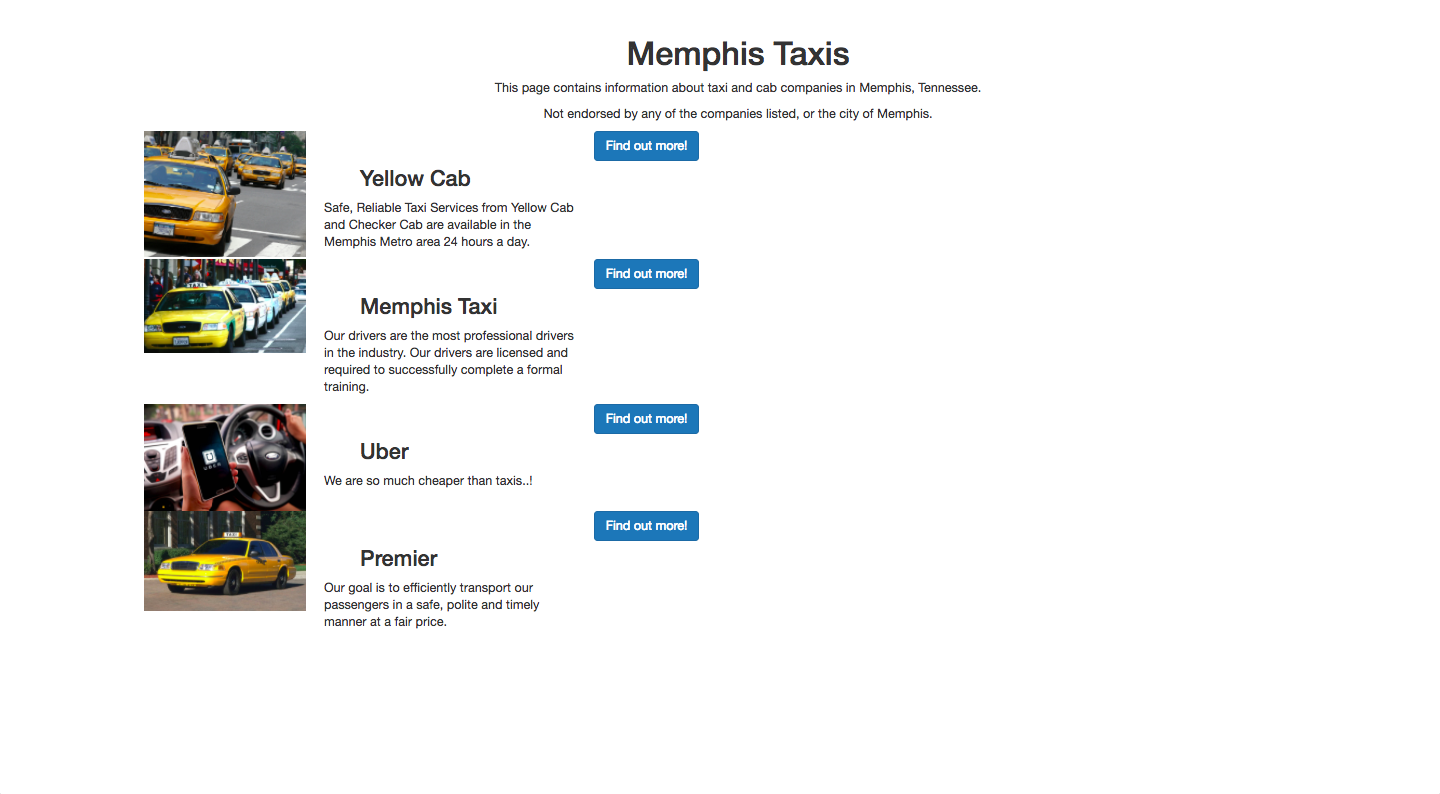 Memphis Taxis
This page contains information about taxi and cab companies in Memphis, Tennessee.
Not endorsed by any of the companies listed, or the city of Memphis.
Find out more!
Yellow Cab
Safe, Reliable Taxi Services from Yellow Cab
and Checker Cab are available in the
Memphis Metro area 24 hours a day.
Find out more!
TAXI
Memphis Taxi
Our drivers are the most professional drivers
in the industry. Our drivers are licensed and
required to successfully complete a formal
training.
Find out more!
Uber
UBER
We are so much cheaper than taxis..!
Find out more!
TAXI
Premier
Our goal is to efficiently transport our
passengers in a safe, polite and timely
manner at a fair price.